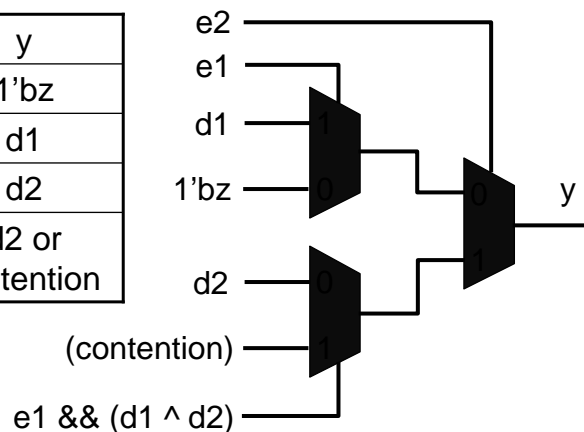 y
1'bz
d1
d2
d2 or
tention
e2
e1
d1
1'bz
d2
(contention)
e1 && (d1 ^ d2)
1
0
0
1
0
1
y